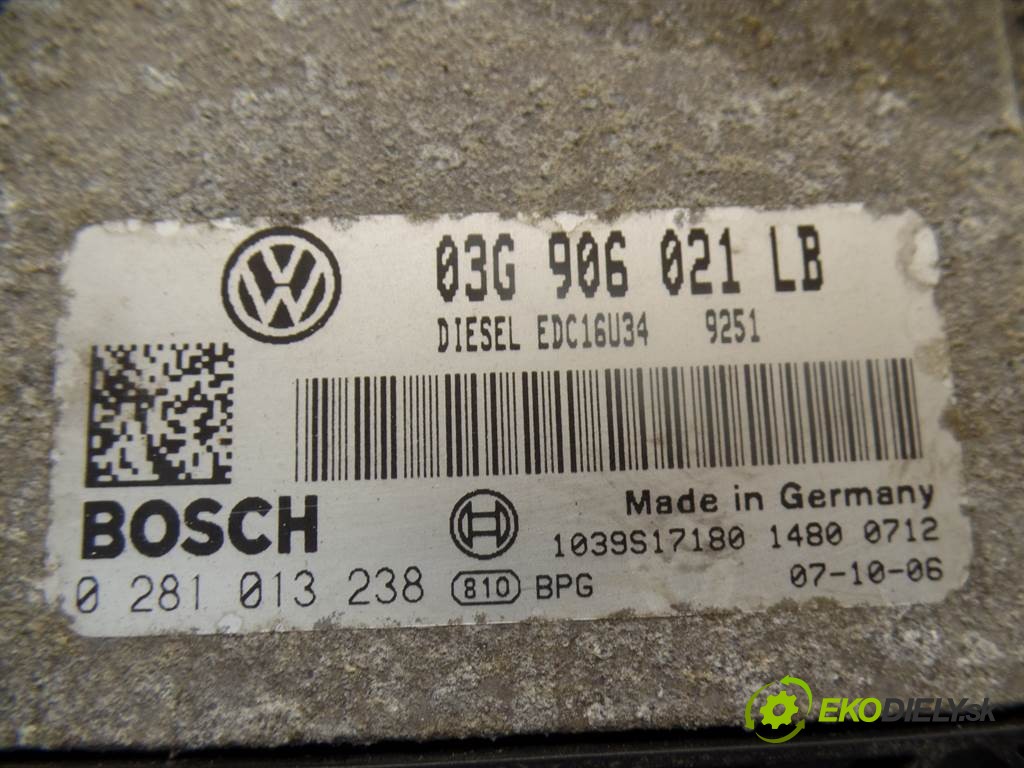 03G 906 021 LB
DIESEL EDC16U34 9251
BOSCH
Made in Germany
1039S17180 1480 0712
0 281 013 238 810 BPG
07-10-06
EKODIELY.sk